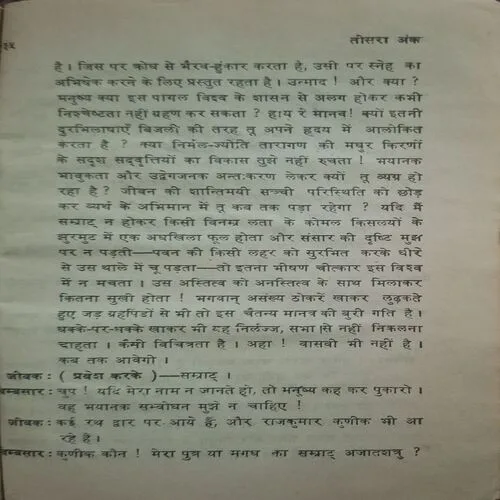 ३५ तीसरा अंक
है। जिस पर क्रोध से भैरव-हुंकार करता है, उसी पर स्नेह का
अभिषेक करने के लिए प्रस्तुत रहता है। उन्माद ! और क्या ?
मनुष्य क्या इस पागल विश्व के शासन से अलग होकर कभी
निश्चेष्टता नहीं ग्रहण कर सकता ? हाय रे मानव! क्यों इतनी
दुरभिलाषाएँ बिजली की तरह तू अपने हृदय में आलोकित
करता है ? क्या निर्मल-ज्योति तारागण की मधुर किरणों
के सदृश सद्वृत्तियों का विकास तुझे नहीं रुचता ! भयानक
भावुकता और उद्वेगजनक अन्तःकरण लेकर क्यों तू व्यग्र हो
रहा है ? जीवन की शान्तिमयी सच्ची परिस्थिति को छोड़
कर व्यर्थ के अभिमान में तू कब तक पड़ा रहेगा ? यदि मैं
सम्राट् न होकर किसी विनम्र लता के कोमल किसलयों के
झुरमुट में एक अधखिला फूल होता और संसार की दृष्टि मुझ
पर न पड़ती—पवन की किसी लहर को सुरभित करके धीरे
से उस थाले में चू पड़ता—तो इतना भीषण चीत्कार इस विश्व
में न मचता। उस अस्तित्व को अनस्तित्व के साथ मिलाकर
कितना सुखी होता ! भगवान् असंख्य ठोकरें खाकर लुढ़कते
हुए जड़ ग्रहपिंडों से भी तो इस चैतन्य मानव की बुरी गति है।
धक्के-पर-धक्के खाकर भी यह निर्लज्ज, सभा से नहीं निकलना
चाहता। कैसी विचित्रता है। अहा ! वासवी भी नहीं है।
कब तक आवेगी।
जीवक : ( प्रवेश करके )—सम्राट् ।
म्बसार: चुप ! यदि मेरा नाम न जानते हो, तो मनुष्य कह कर पुकारो।
वह भयानक सम्बोधन मुझे न चाहिए !
जीवक : कई रथ द्वार पर आये हैं, और राजकुमार कुणीक भी आ
रहे हैं।
म्बसार: कुणीक कौन ! मेरा पुत्र या मगध का सम्राट् अजातशत्रु ?